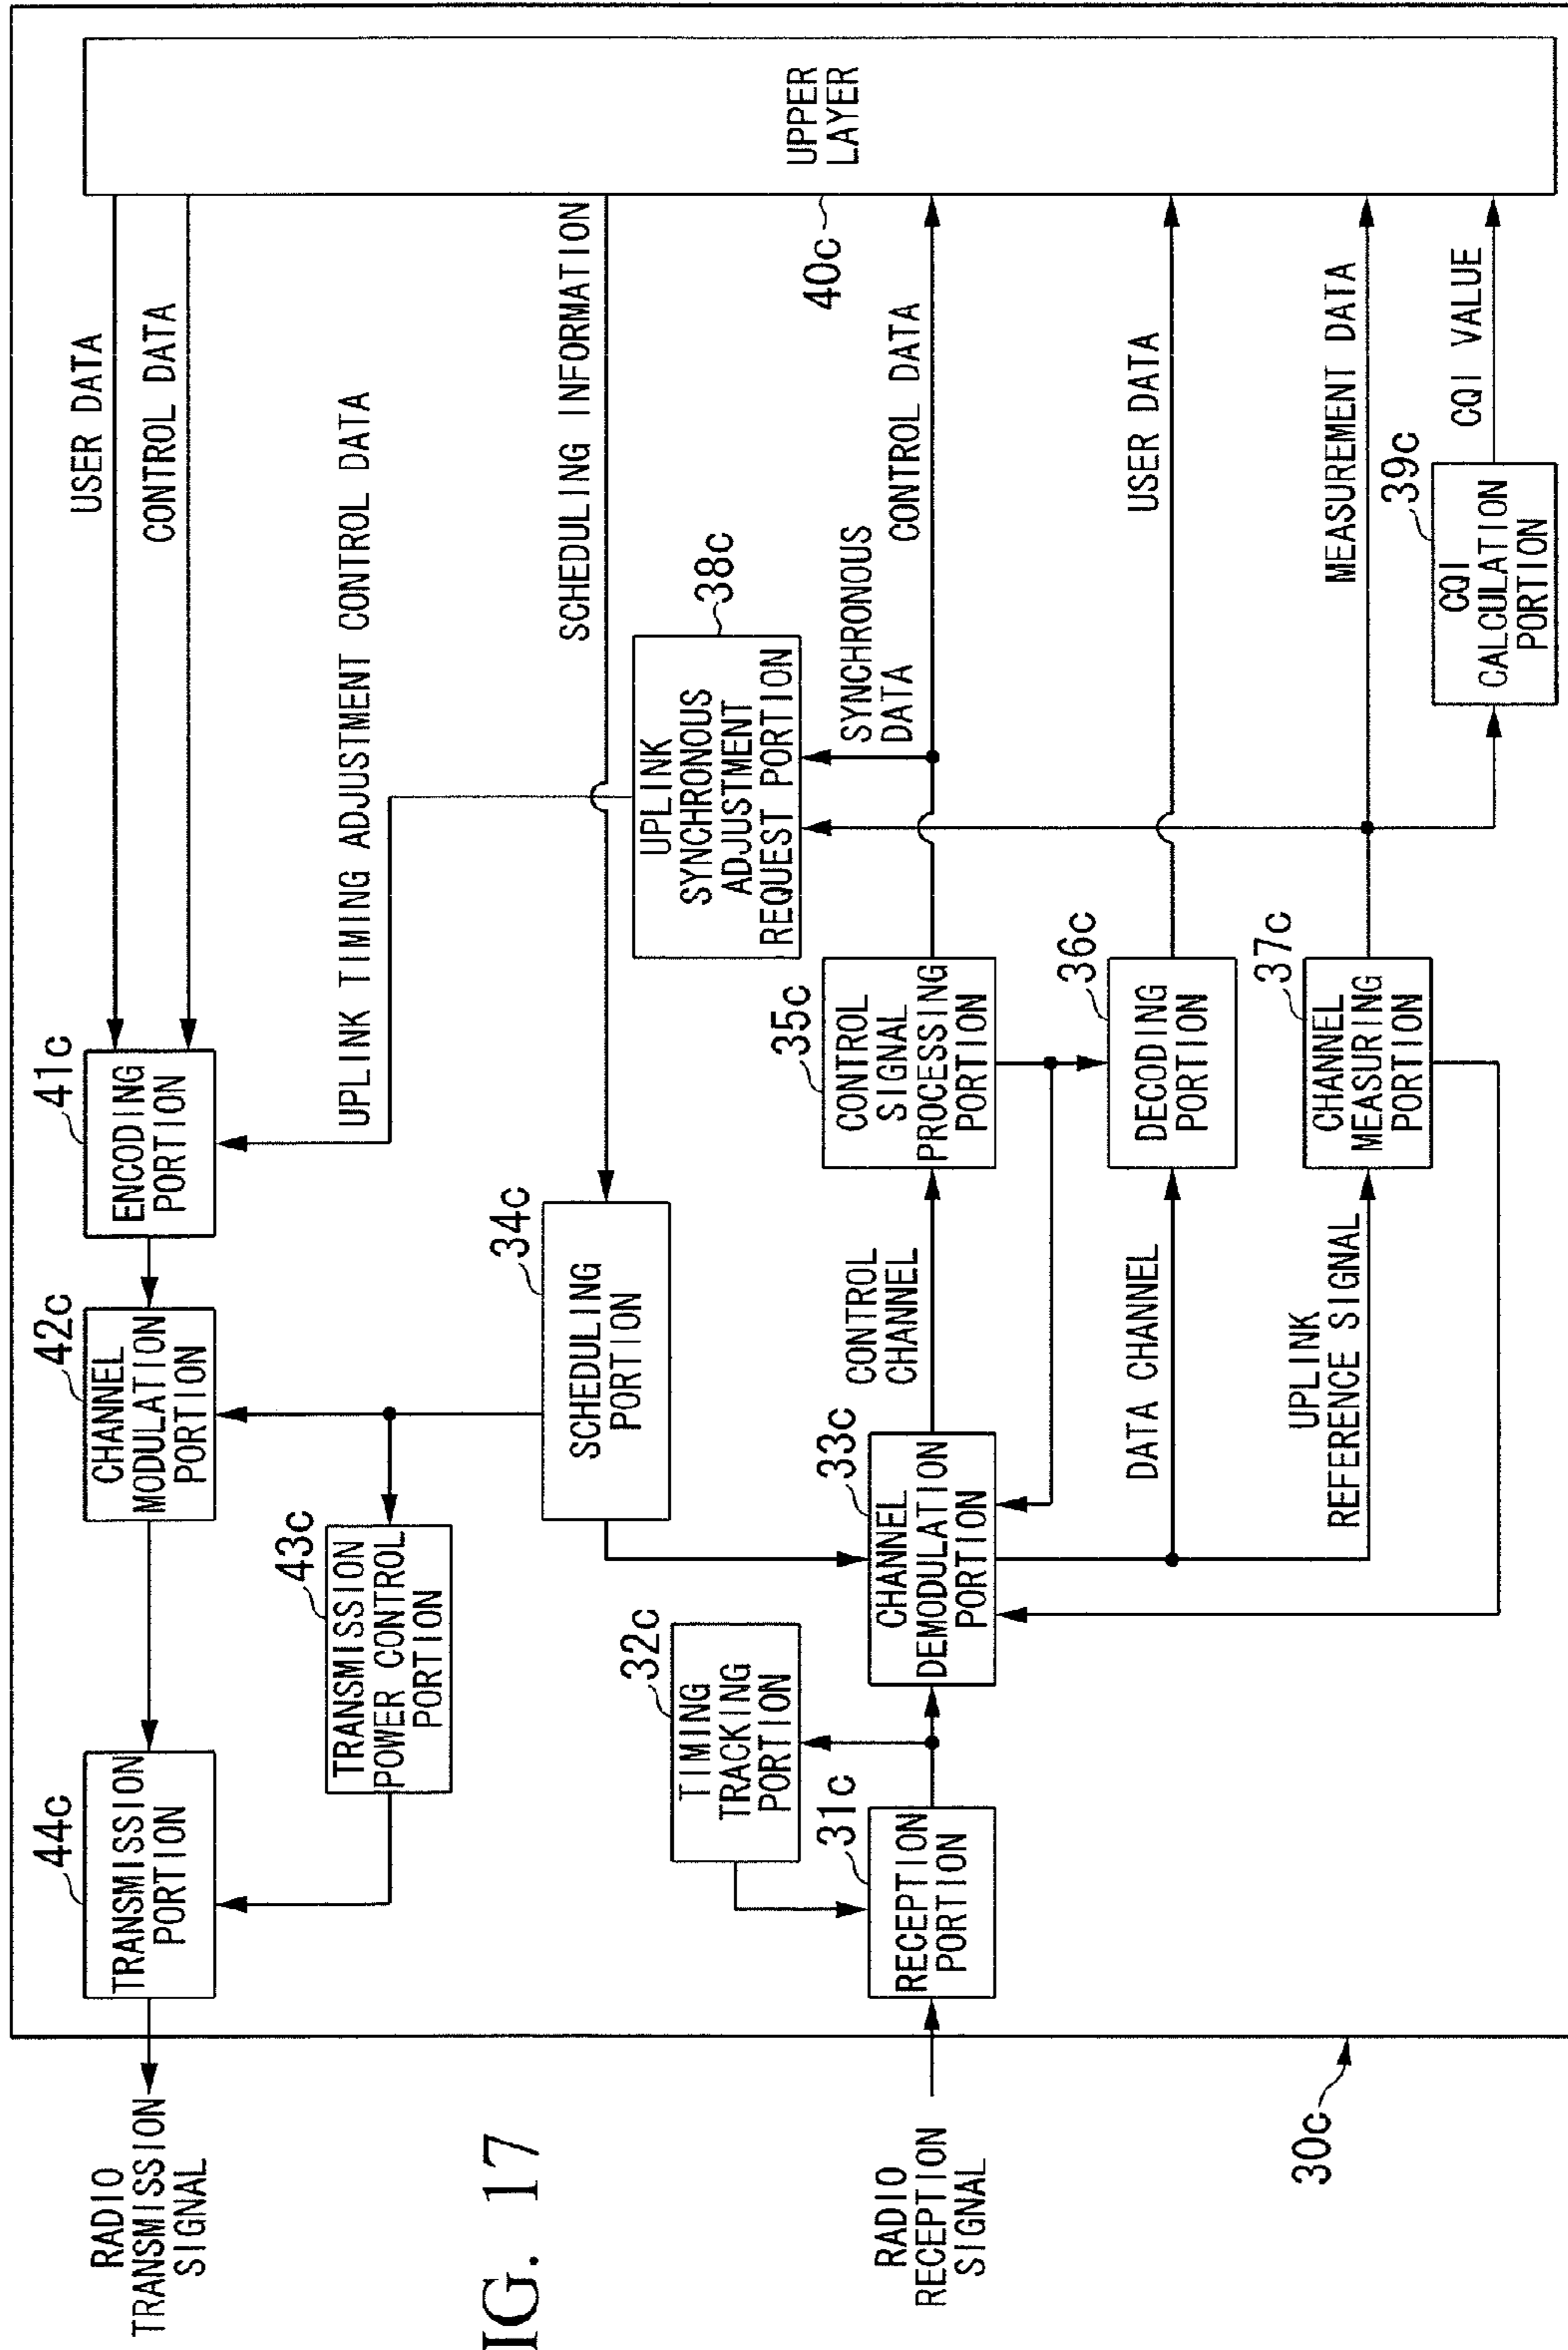 IG. 17
RADIO
TRANSMISSION
SIGNAL
44c
TRANSMISSION
PORTION
42c
CHANNEL
MODULATION
PORTION
41c
ENCODING
PORTION
USER DATA
CONTROL DATA
43c
TRANSMISSION
POWER CONTROL
PORTION
UPLINK TIMING ADJUSTMENT CONTROL DATA
34c
SCHEDULING
PORTION
SCHEDULING INFORMATION
38c
UPLINK
SYNCHRONOUS
ADJUSTMENT
REQUEST PORTION
32c
TIMING
TRACKING
PORTION
RADIO
RECEPTION
SIGNAL
31c
RECEPTION
PORTION
33c
CHANNEL
DEMODULATION
PORTION
CONTROL
CHANNEL
35c
CONTROL
SIGNAL
PROCESSING
PORTION
SYNCHRONOUS
DATA
CONTROL DATA
40c
UPPER
LAYER
DATA CHANNEL
36c
DECODING
PORTION
USER DATA
UPLINK
REFERENCE SIGNAL
37c
CHANNEL
MEASURING
PORTION
MEASUREMENT DATA
39c
CQI
CALCULATION
PORTION
CQI VALUE
30c